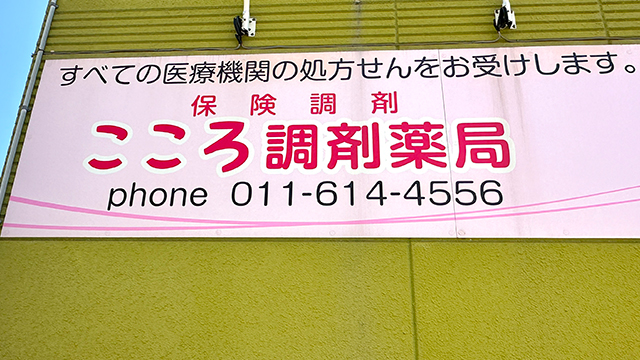 すべての医療機関の処方せんをお受けします。
保険調剤
こころ調剤薬局
phone 011-614-4556